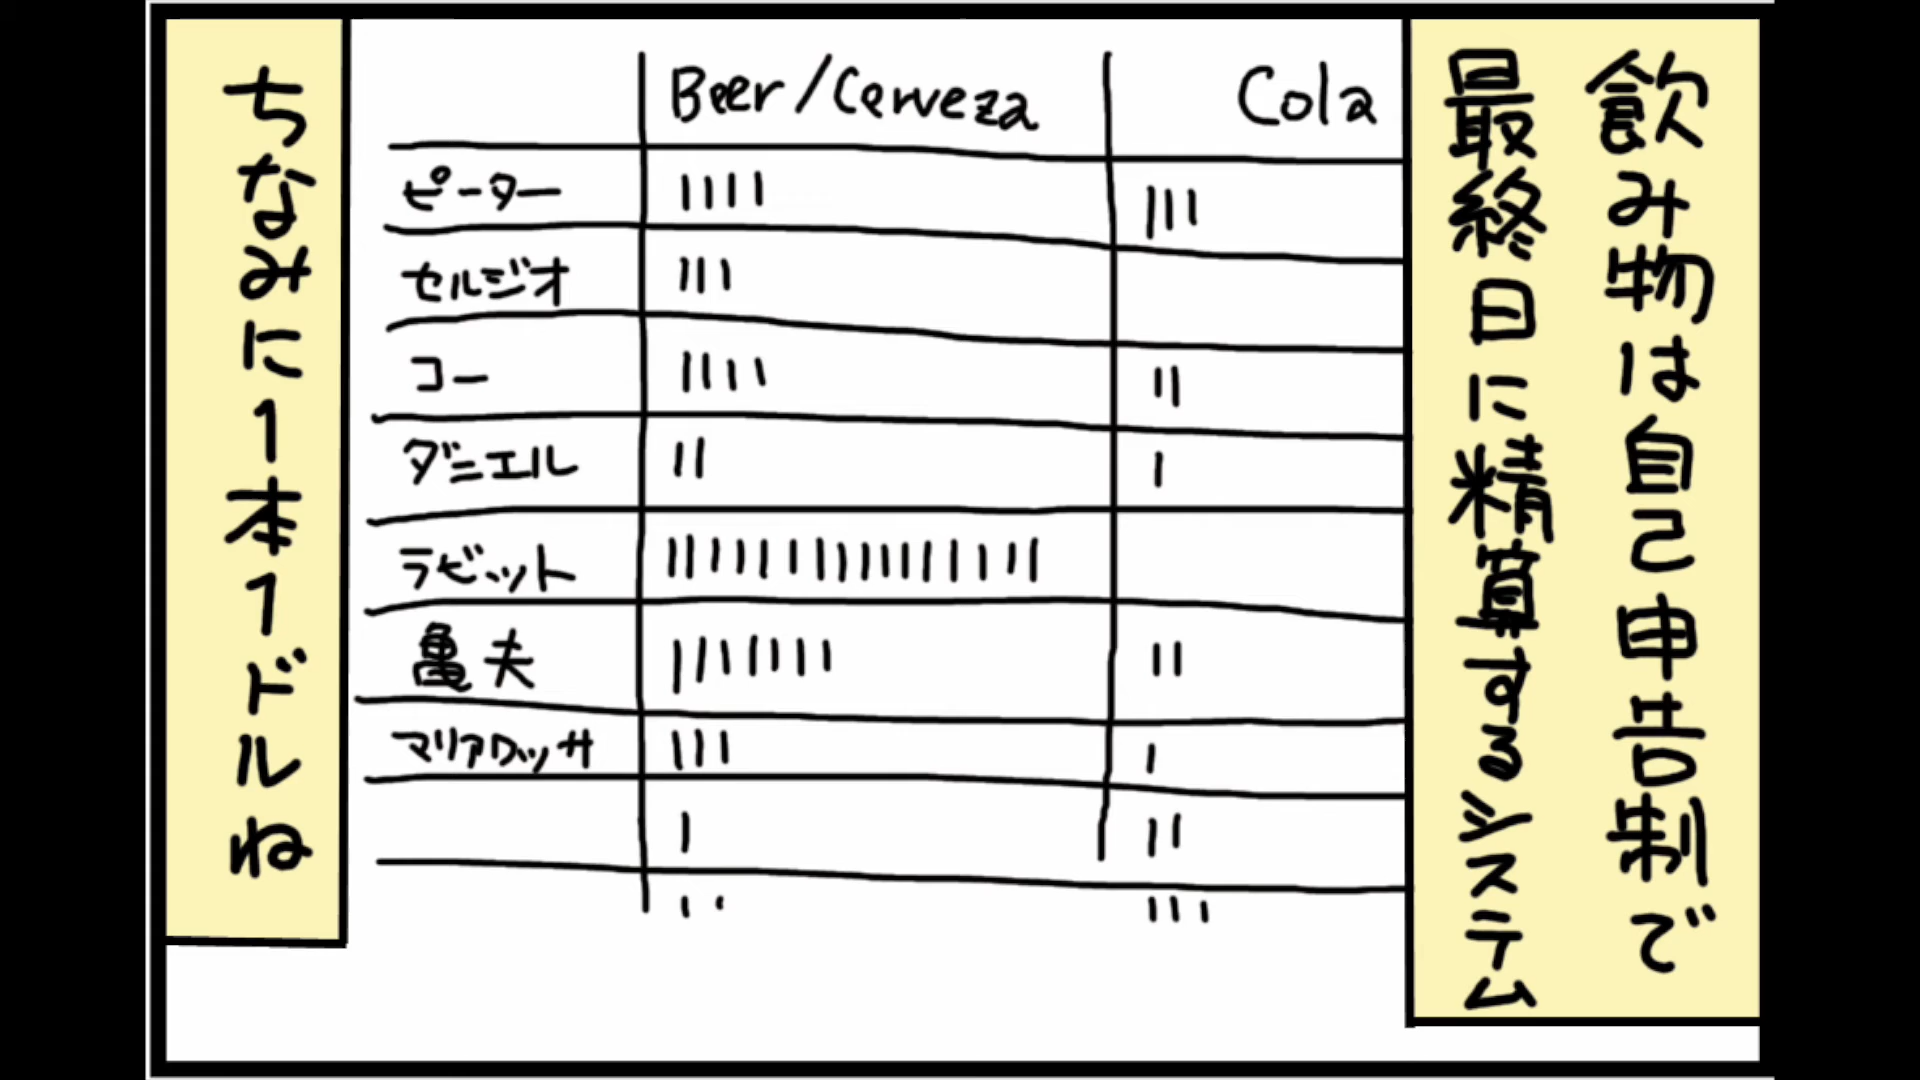 飲み物は自己申告制で
最終日に精算するシステム
Beer/Cerveza Cola
ピーター
セルジオ
コー
ダニエル
ラビット
亀夫
マリアロッサ
ちなみに1本1ドルね